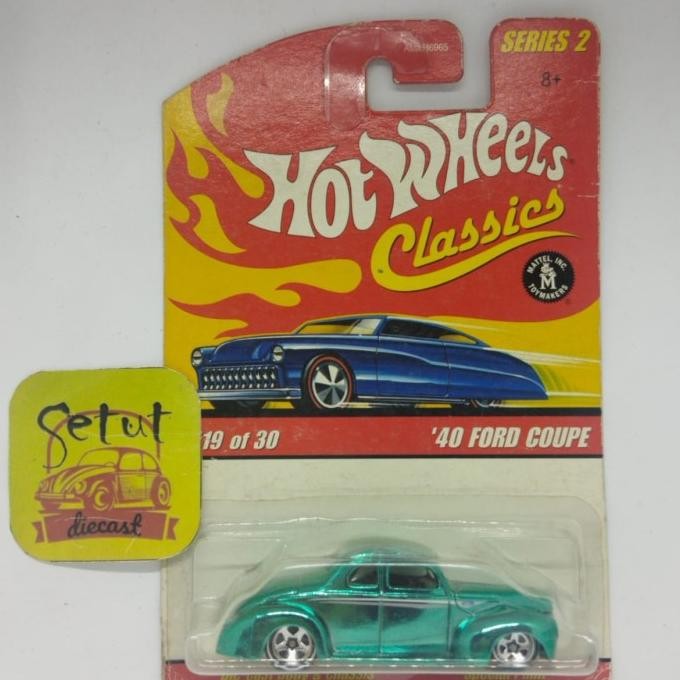 SERIES 2
8+
HOT WHEELS
Classics
MATTEL, INC.
M
TOYMAKERS
19 of 30
'40 FORD COUPE
Setut
diecast